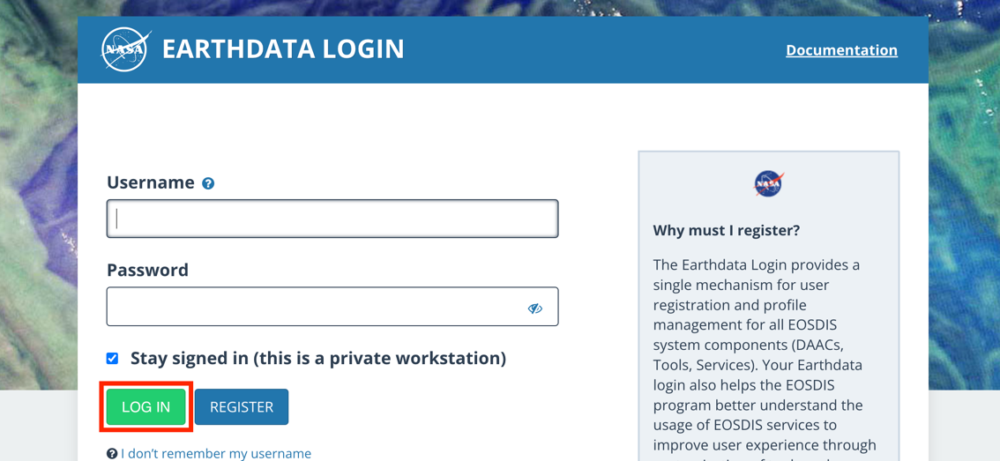 NASA EARTHDATA LOGIN
Documentation
Username
Password
Stay signed in (this is a private workstation)
LOG IN REGISTER
I don't remember my username
NASA
Why must I register?
The Earthdata Login provides a
single mechanism for user
registration and profile
management for all EOSDIS
system components (DAACs,
Tools, Services). Your Earthdata
login also helps the EOSDIS
program better understand the
usage of EOSDIS services to
improve user experience through